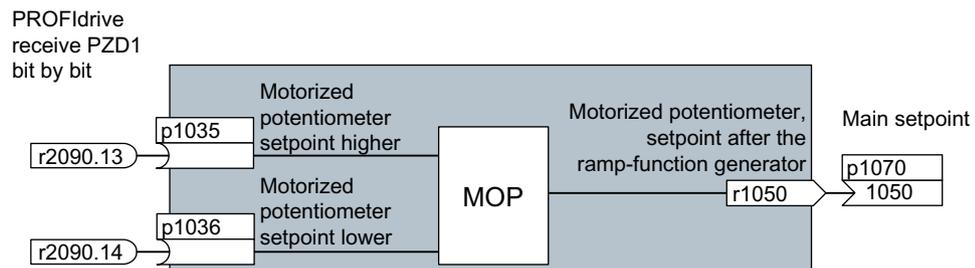 PROFIdrive
receive PZD1
bit by bit
Motorized
potentiometer
setpoint higher
p1035
r2090.13
Motorized
potentiometer
setpoint lower
p1036
r2090.14
MOP
Motorized potentiometer,
setpoint after the
ramp-function generator
r1050
Main setpoint
p1070
1050